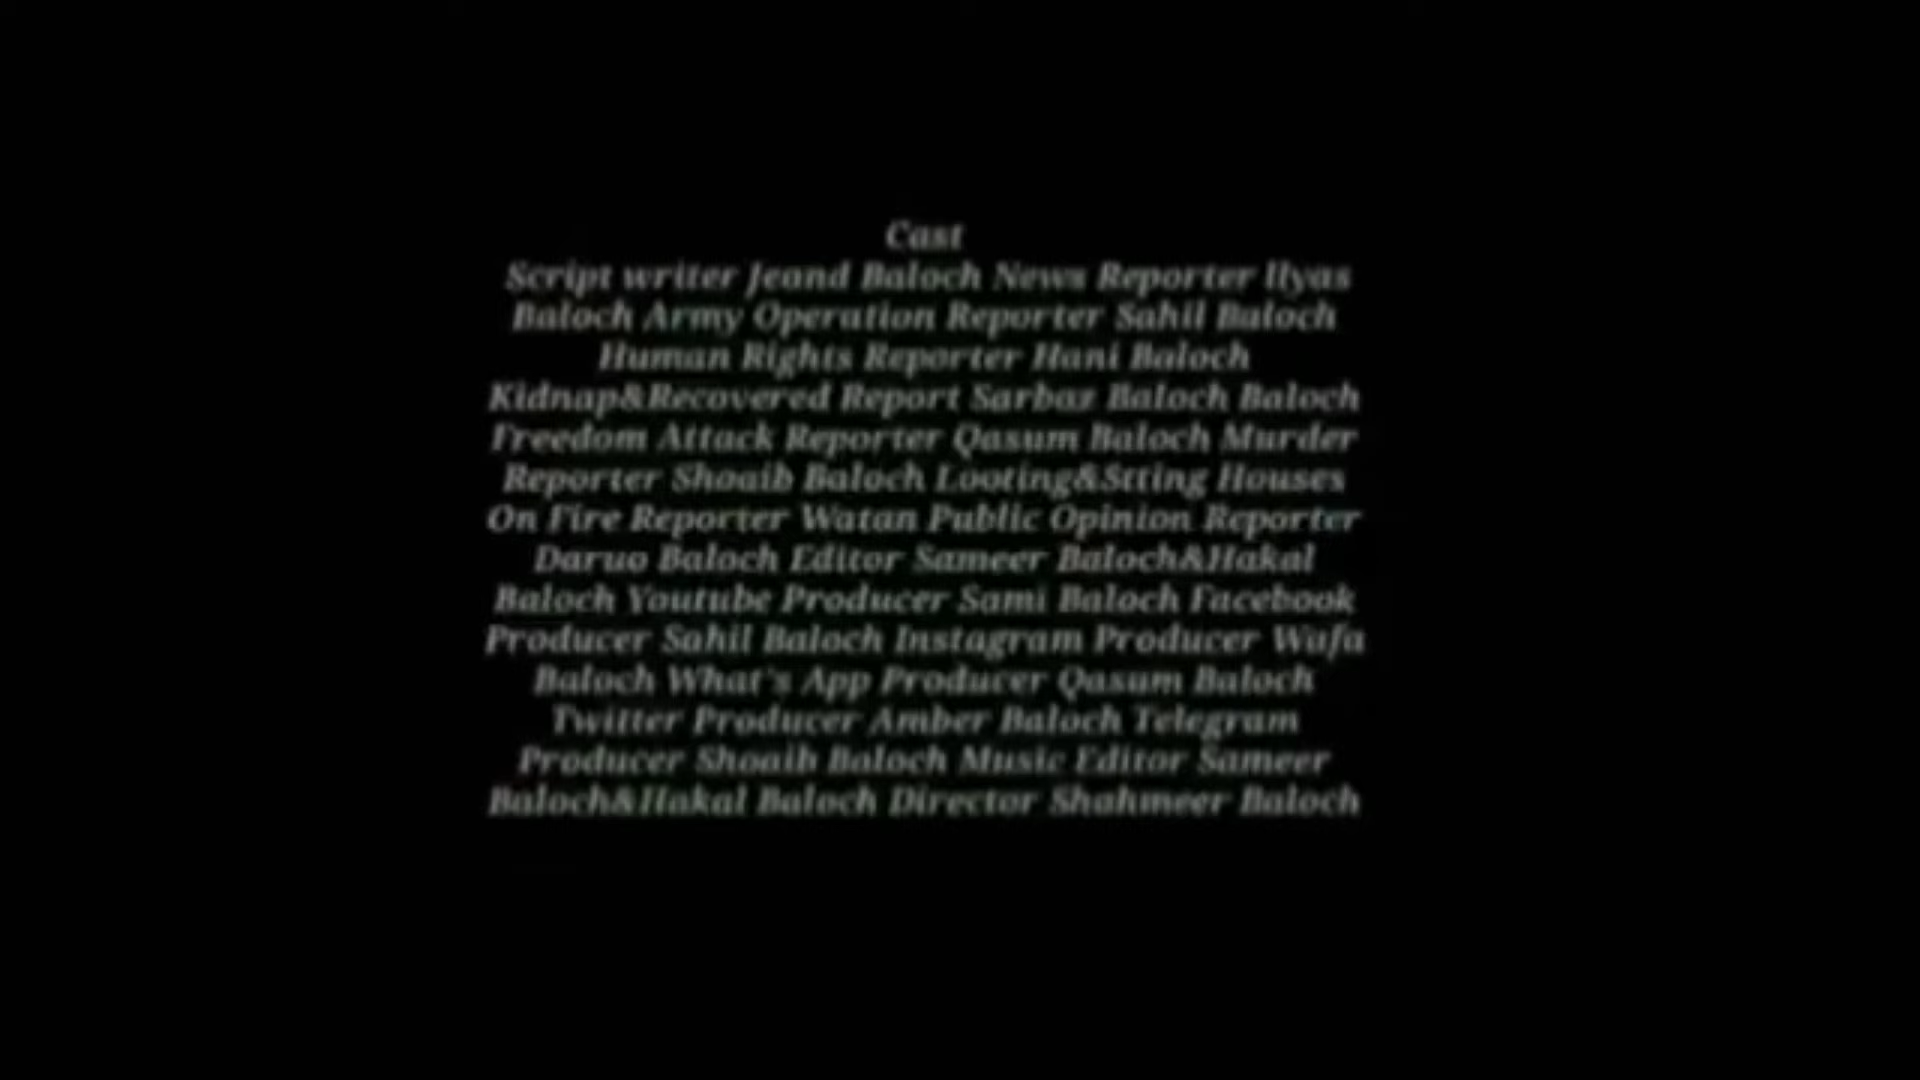 Cast
Script writer Jeand Baloch News Reporter Ilyas
Baloch Army Operation Reporter Sahil Baloch
Human Rights Reporter Hani Baloch
Kidnap&Recovered Report Sarbaz Baloch Baloch
Freedom Attack Reporter Qasum Baloch Murder
Reporter Shoaib Baloch Looting&Stting Houses
On Fire Reporter Watan Public Opinion Reporter
Daruo Baloch Editor Sameer Baloch&Hakal
Baloch Youtube Producer Sami Baloch Facebook
Producer Sahil Baloch Instagram Producer Wafa
Baloch What's App Producer Qasum Baloch
Twitter Producer Amber Baloch Telegram
Producer Shoaib Baloch Music Editor Sameer
Baloch&Hakal Baloch Director Shahmeer Baloch